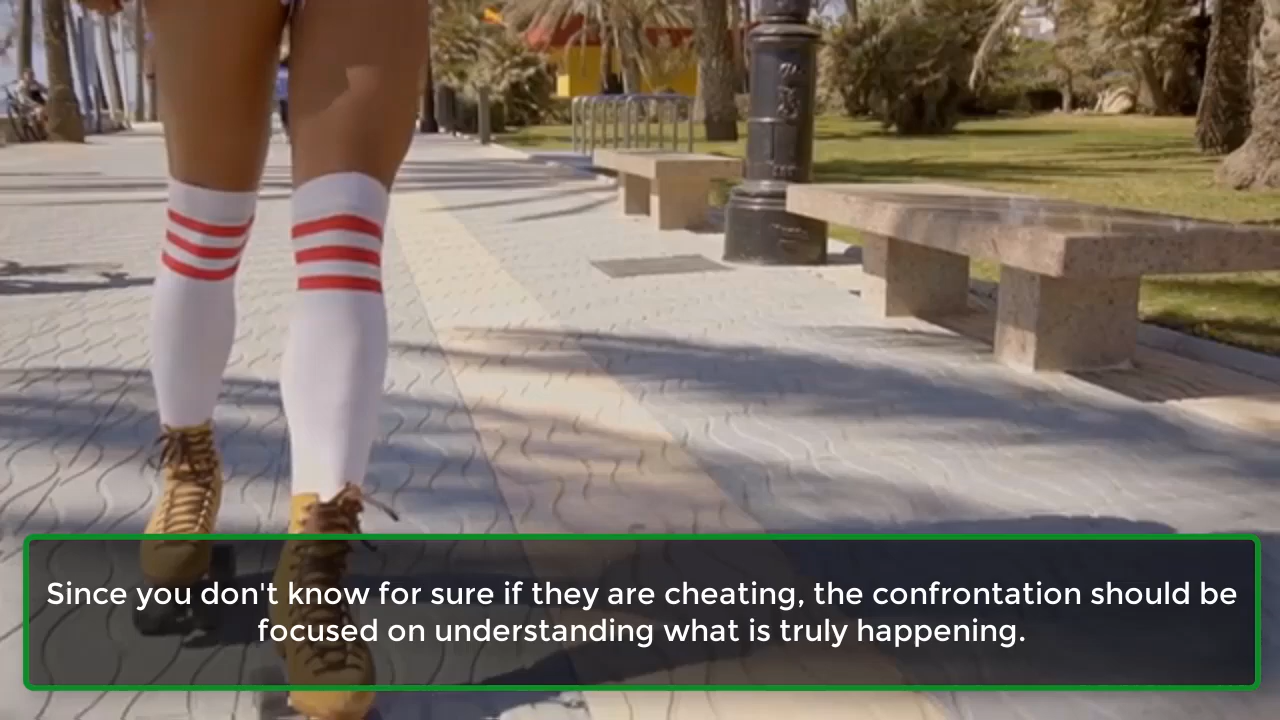 Since you don't know for sure if they are cheating, the confrontation should be
focused on understanding what is truly happening.